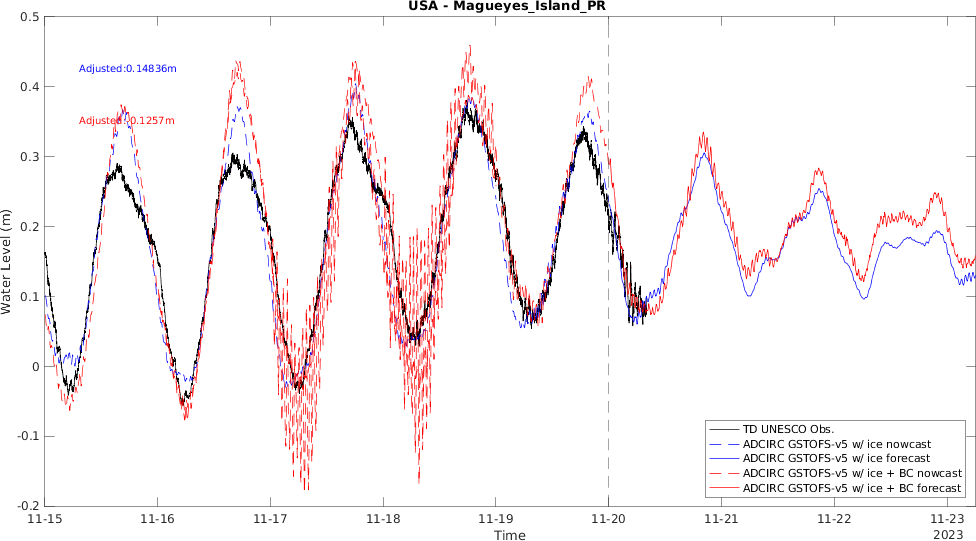 USA - Magueyes_Island_PR
0.5
0.4
0.3
0.2
0.1
0
-0.1
-0.2
Water Level (m)
Adjusted:0.14836m
Adjusted:-0.1257m
TD UNESCO Obs.
ADCIRC GSTOFS-v5 w/ ice nowcast
ADCIRC GSTOFS-v5 w/ ice forecast
ADCIRC GSTOFS-v5 w/ ice + BC nowcast
ADCIRC GSTOFS-v5 w/ ice + BC forecast
11-15 11-16 11-17 11-18 11-19 11-20 11-21 11-22 11-23
Time
2023